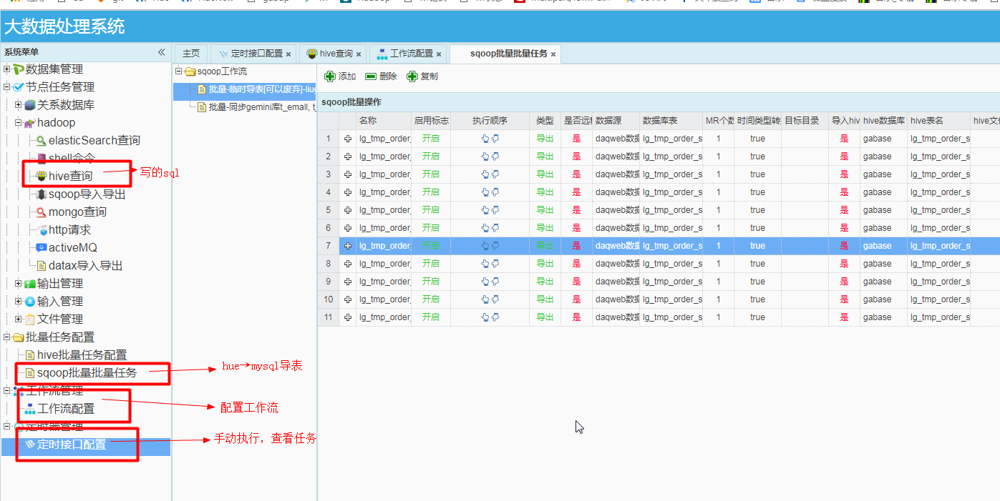 大数据处理系统
系统菜单
主页
定时接口配置
hive查询
工作流配置
sqoop批量批量任务
数据集管理
节点任务管理
关系数据库
hadoop
elasticSearch查询
shell命令
hive查询
写的sql
sqoop导入导出
mongo查询
http请求
activeMQ
datax导入导出
输出管理
输入管理
文件管理
批量任务配置
hive批量任务配置
sqoop批量批量任务
hue→mysql导表
工作流管理
工作流配置
配置工作流
定时器管理
定时接口配置
手动执行，查看任务
sqoop工作流
批量-临时导表[可以废弃]-liug
批量-同步gemini库t_email, t_
添加 删除 复制
sqoop批量操作
名称 启用标志 执行顺序 类型 是否远程 数据源 数据库表 MR个数 时间类型转 目标目录 导入hiv hive数据库 hive表名 hive文件
1 lg_tmp_order_ 开启 导出 是 daqweb数据 lg_tmp_order_s 1 true 是 gabase lg_tmp_order_s
2 lg_tmp_order_ 开启 导出 是 daqweb数据 lg_tmp_order_s 1 true 是 gabase lg_tmp_order_s
3 lg_tmp_order_ 开启 导出 是 daqweb数据 lg_tmp_order_s 1 true 是 gabase lg_tmp_order_s
4 lg_tmp_order_ 开启 导出 是 daqweb数据 lg_tmp_order_s 1 true 是 gabase lg_tmp_order_s
5 lg_tmp_order_ 开启 导出 是 daqweb数据 lg_tmp_order_s 1 true 是 gabase lg_tmp_order_s
6 lg_tmp_order_ 开启 导出 是 daqweb数据 lg_tmp_order_s 1 true 是 gabase lg_tmp_order_s
7 lg_tmp_order_ 开启 导出 是 daqweb数据 lg_tmp_order_s 1 true 是 gabase lg_tmp_order_s
8 lg_tmp_order_ 开启 导出 是 daqweb数据 lg_tmp_order_s 1 true 是 gabase lg_tmp_order_s
9 lg_tmp_order_ 开启 导出 是 daqweb数据 lg_tmp_order_s 1 true 是 gabase lg_tmp_order_s
10 lg_tmp_order_ 开启 导出 是 daqweb数据 lg_tmp_order_s 1 true 是 gabase lg_tmp_order_s
11 lg_tmp_order_ 开启 导出 是 daqweb数据 lg_tmp_order_s 1 true 是 gabase lg_tmp_order_s